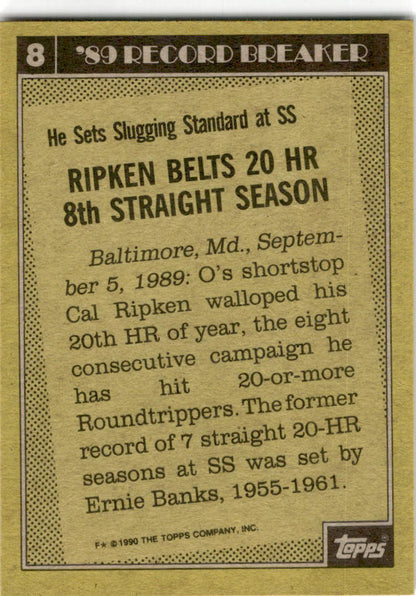 8 '89 RECORD BREAKER
He Sets Slugging Standard at SS
RIPKEN BELTS 20 HR
8th STRAIGHT SEASON
Baltimore, Md., Septem-
ber 5, 1989: O's shortstop
Cal Ripken walloped his
20th HR of year, the eight
consecutive campaign he
has hit 20-or-more
Roundtrippers. The former
record of 7 straight 20-HR
seasons at SS was set by
Ernie Banks, 1955-1961.
F★ © 1990 THE TOPPS COMPANY, INC.
topps